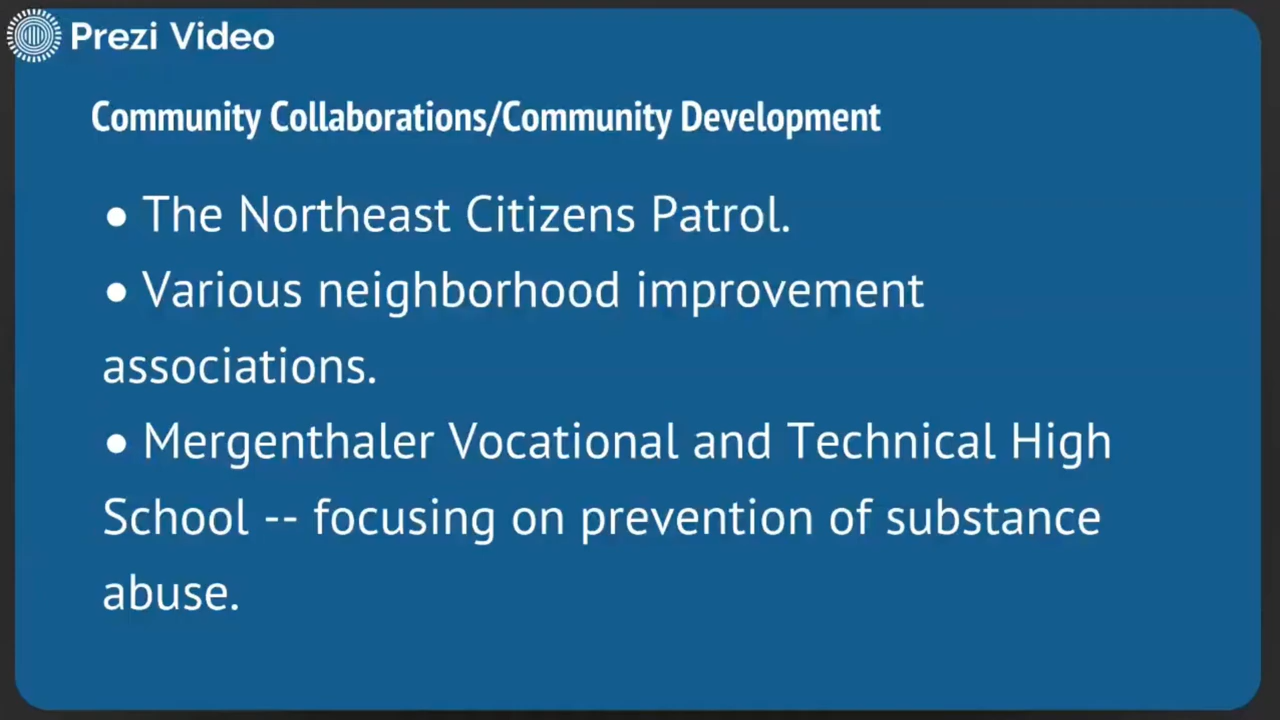 Prezi Video
Community Collaborations/Community Development
● The Northeast Citizens Patrol.
● Various neighborhood improvement
associations.
● Mergenthaler Vocational and Technical High
School -- focusing on prevention of substance
abuse.